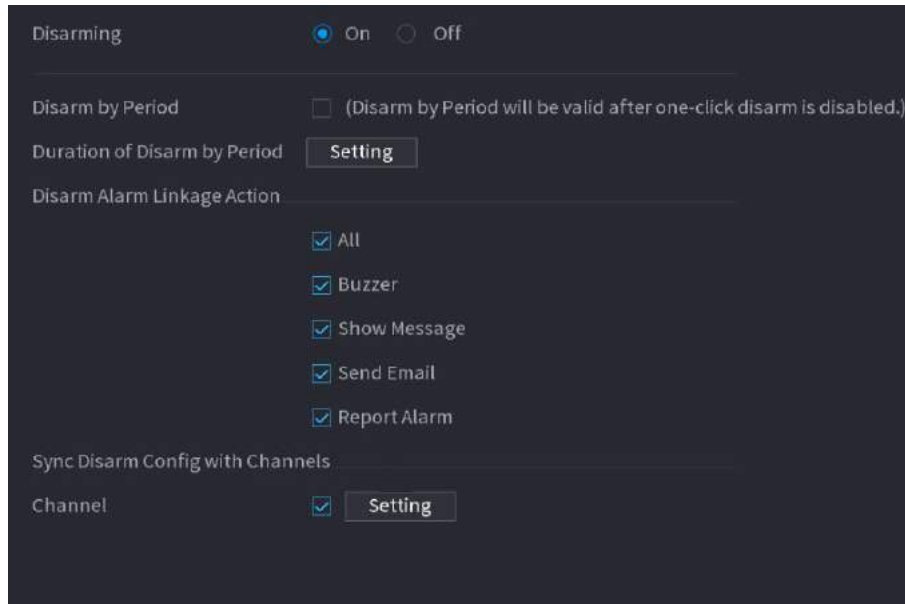 Disarming On Off
Disarm by Period (Disarm by Period will be valid after one-click disarm is disabled.)
Duration of Disarm by Period Setting
Disarm Alarm Linkage Action
All
Buzzer
Show Message
Send Email
Report Alarm
Sync Disarm Config with Channels
Channel Setting